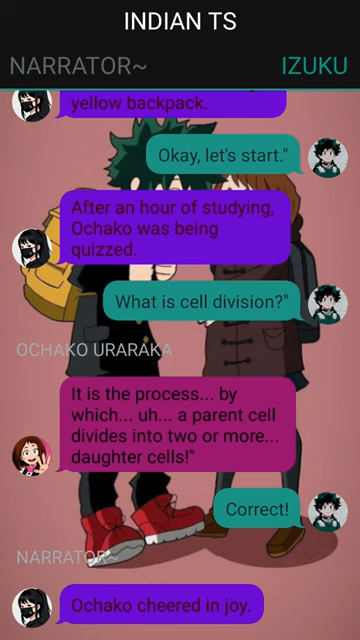 INDIAN TS
NARRATOR~
IZUKU
yellow backpack.
Okay, let's start."
After an hour of studying,
Ochako was being
quizzed.
What is cell division?"
OCHAKO URARAKA
It is the process... by
which... uh... a parent cell
divides into two or more...
daughter cells!"
Correct!
NARRATOR~
Ochako cheered in joy.